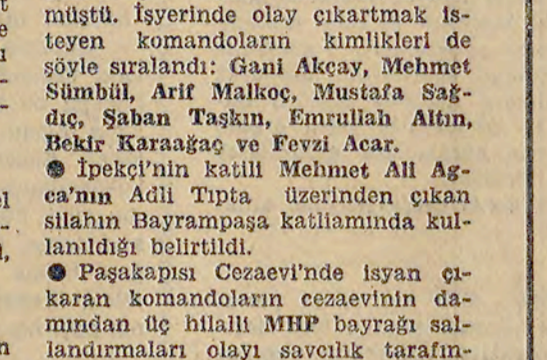 müştü. İşyerinde olay çıkartmak is-
teyen komandoların kimlikleri de
şöyle sıralandı: Gani Akçay, Mehmet
Sümbül, Arif Malkoç, Mustafa Sağ-
dıç, Şaban Taşkın, Emrullah Altın,
Bekir Karaağaç ve Fevzi Acar.
● İpekçi'nin katili Mehmet Ali Ag-
ca'nın Adli Tıpta üzerinden çıkan
silahın Bayrampaşa katliamında kul-
lanıldığı belirtildi.
● Paşakapısı Cezaevi'nde isyan çı-
karan komandoların cezaevinin da-
mından üç hilalli MHP bayrağı sal-
landırmaları olayı savcılık tarafın-